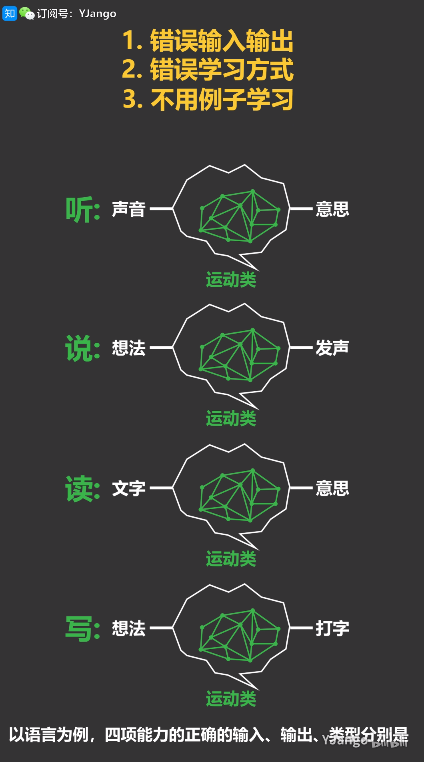 知 订阅号：YJango
1. 错误输入输出
2. 错误学习方式
3. 不用例子学习
听: 声音 意思
运动类
说: 想法 发声
运动类
读: 文字 意思
运动类
写: 想法 打字
运动类
以语言为例，四项能力的正确的输入、输出、类型分别是
YJango bilibili